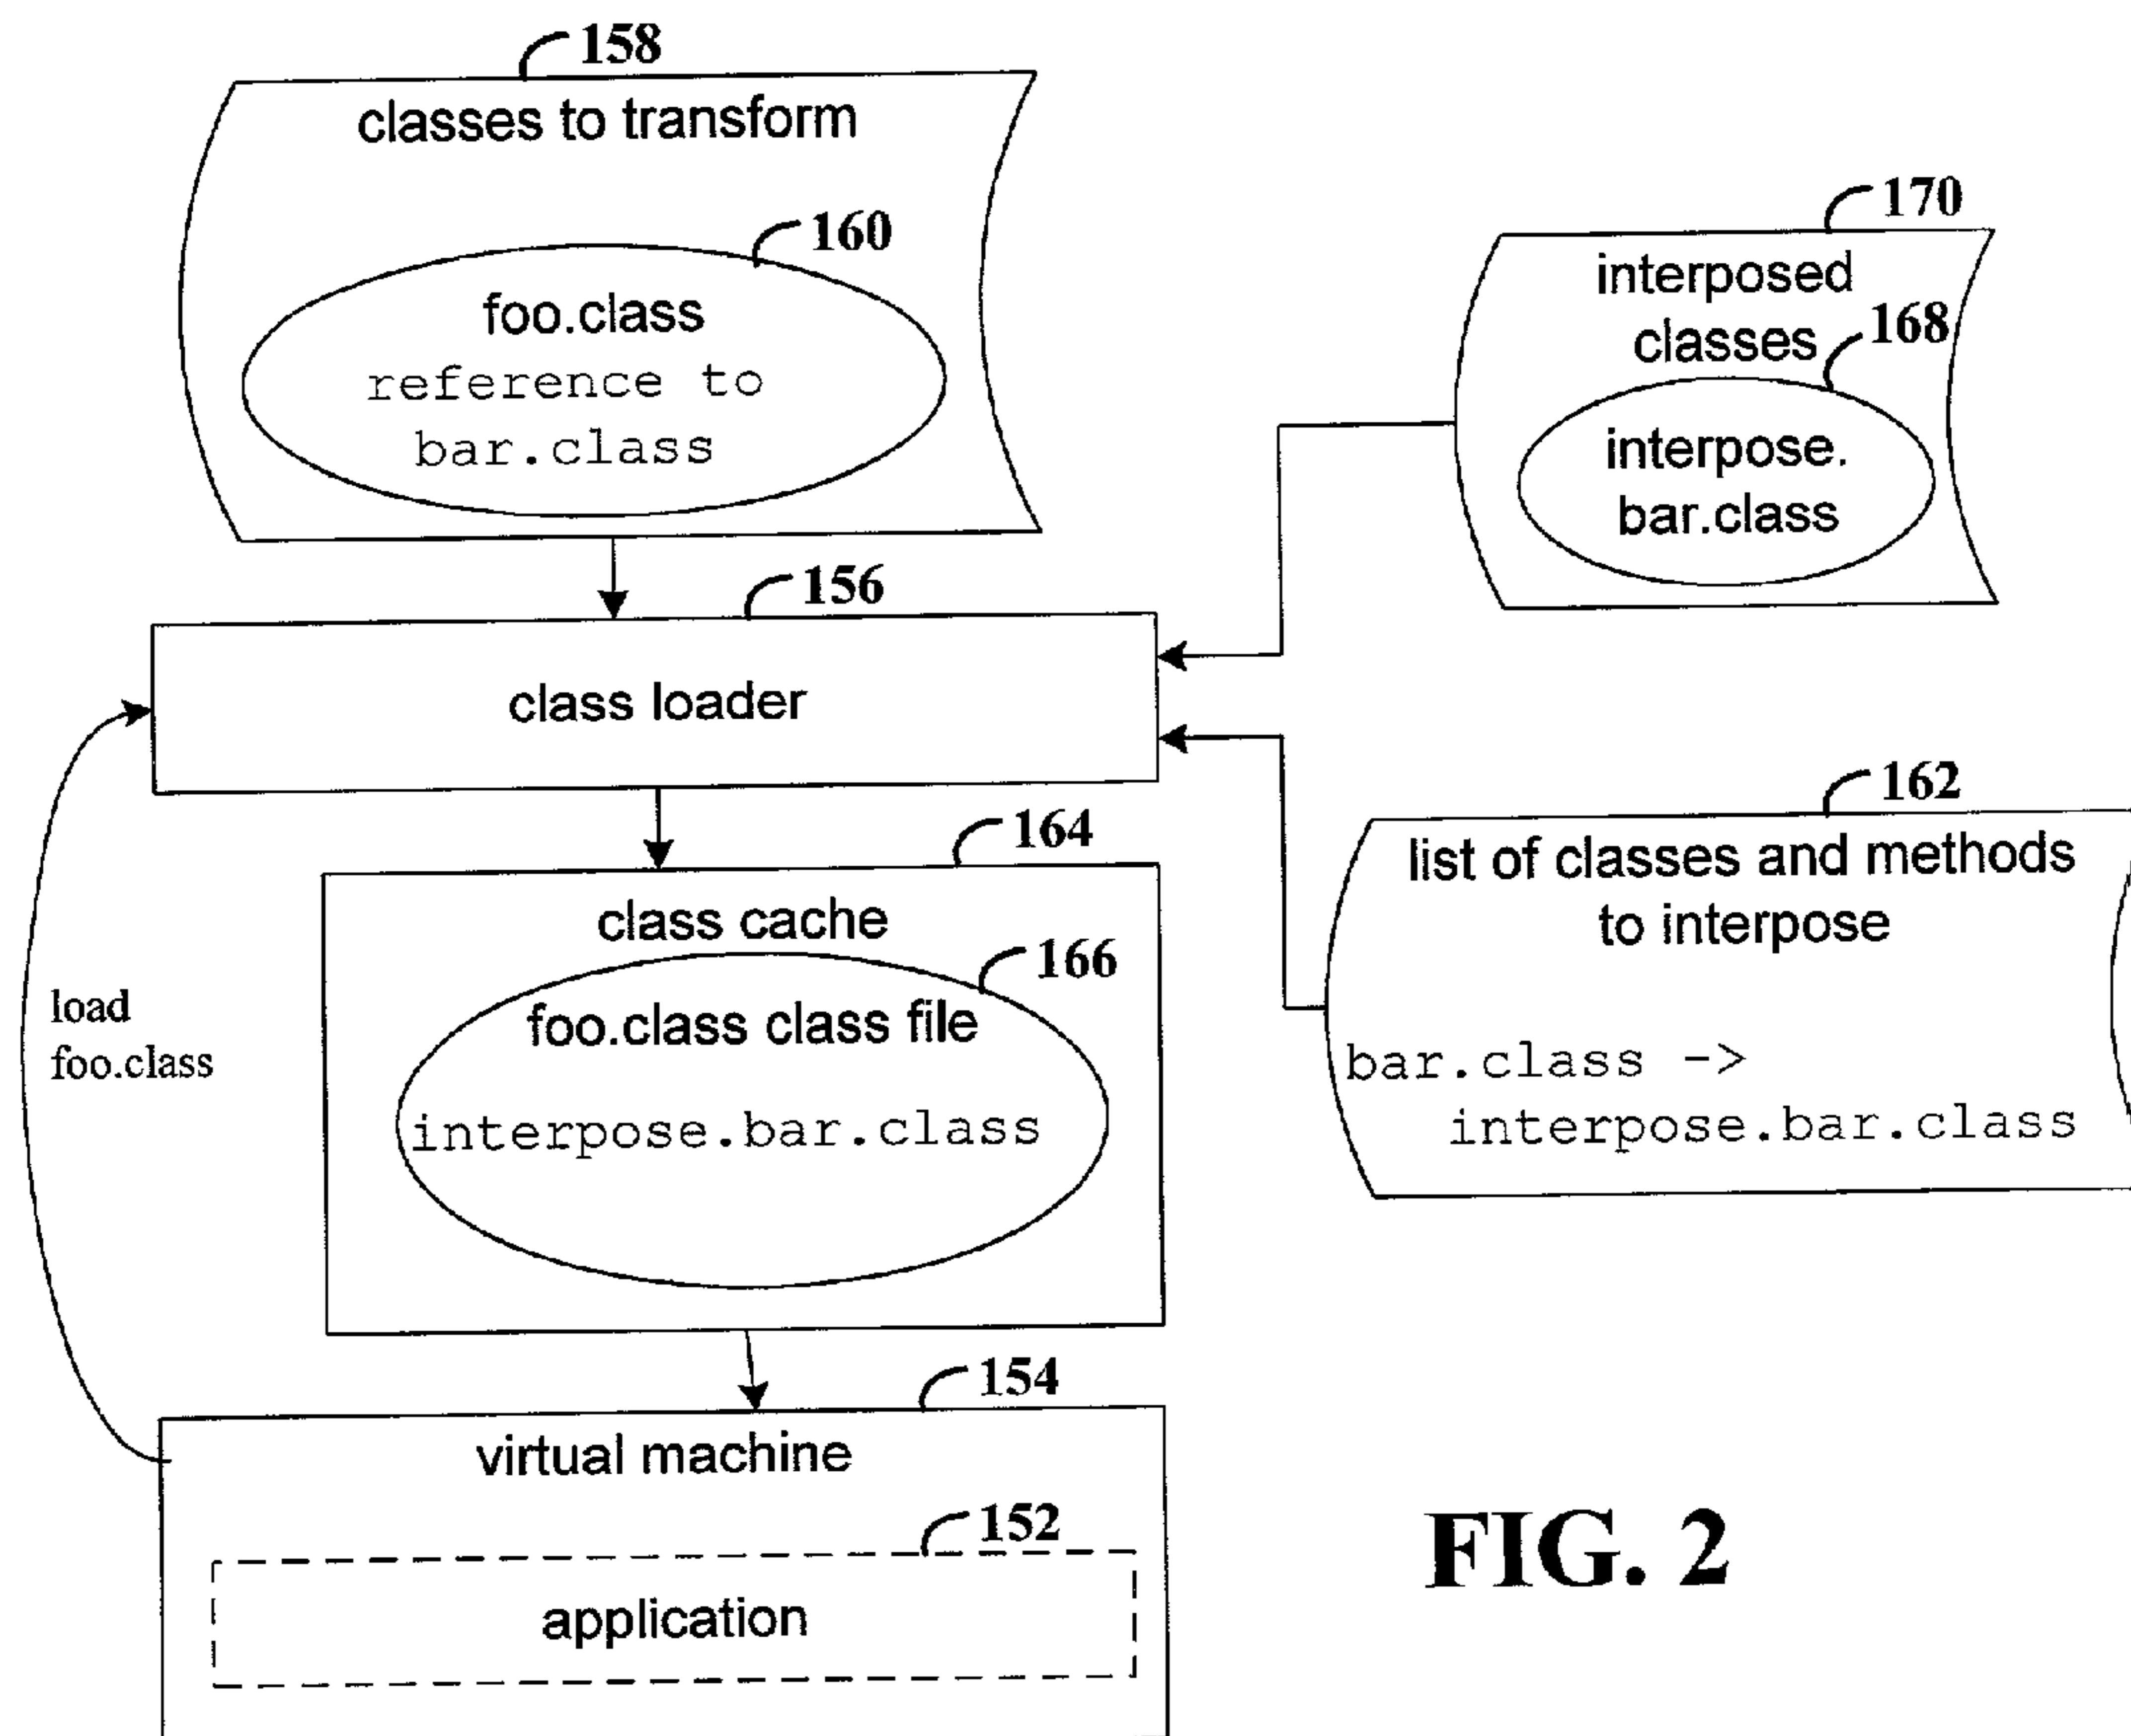 158
classes to transform
160
foo.class
reference to
bar.class
170
interposed
classes
168
interpose.
bar.class
156
class loader
162
list of classes and methods
to interpose
bar.class ->
interpose.bar.class
164
class cache
166
foo.class class file
interpose.bar.class
load
foo.class
154
virtual machine
152
application
FIG. 2